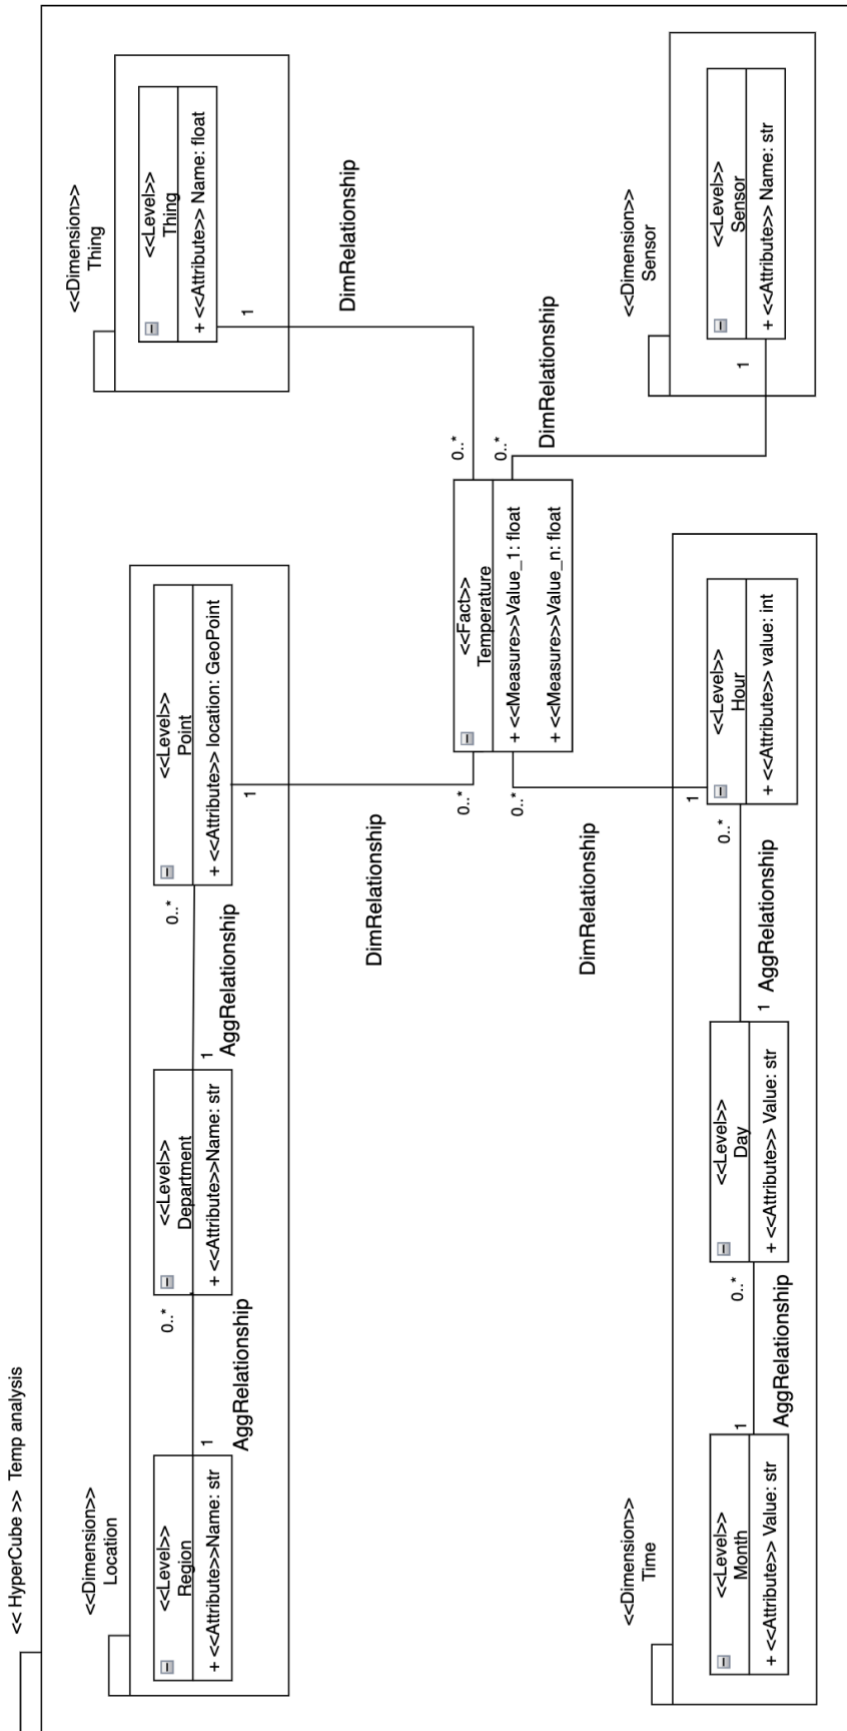 << HyperCube >> Temp analysis
<<Dimension>>
Location
<<Level>>
Region
+ <<Attribute>>Name: str
1
AggRelationship
0..*
<<Level>>
Department
+ <<Attribute>>Name: str
1
AggRelationship
0..*
<<Level>>
Point
+ <<Attribute>> location: GeoPoint
1
DimRelationship
0..*
<<Dimension>>
Thing
<<Level>>
Thing
+ <<Attribute>> Name: float
1
DimRelationship
0..*
<<Fact>>
Temperature
+ <<Measure>>Value_1: float
+ <<Measure>>Value_n: float
0..*
DimRelationship
1
0..*
DimRelationship
<<Dimension>>
Time
<<Level>>
Month
+ <<Attribute>> Value: str
1
AggRelationship
0..*
<<Level>>
Day
+ <<Attribute>> Value: str
1
AggRelationship
0..*
<<Level>>
Hour
+ <<Attribute>> value: int
<<Dimension>>
Sensor
1
<<Level>>
Sensor
+ <<Attribute>> Name: str